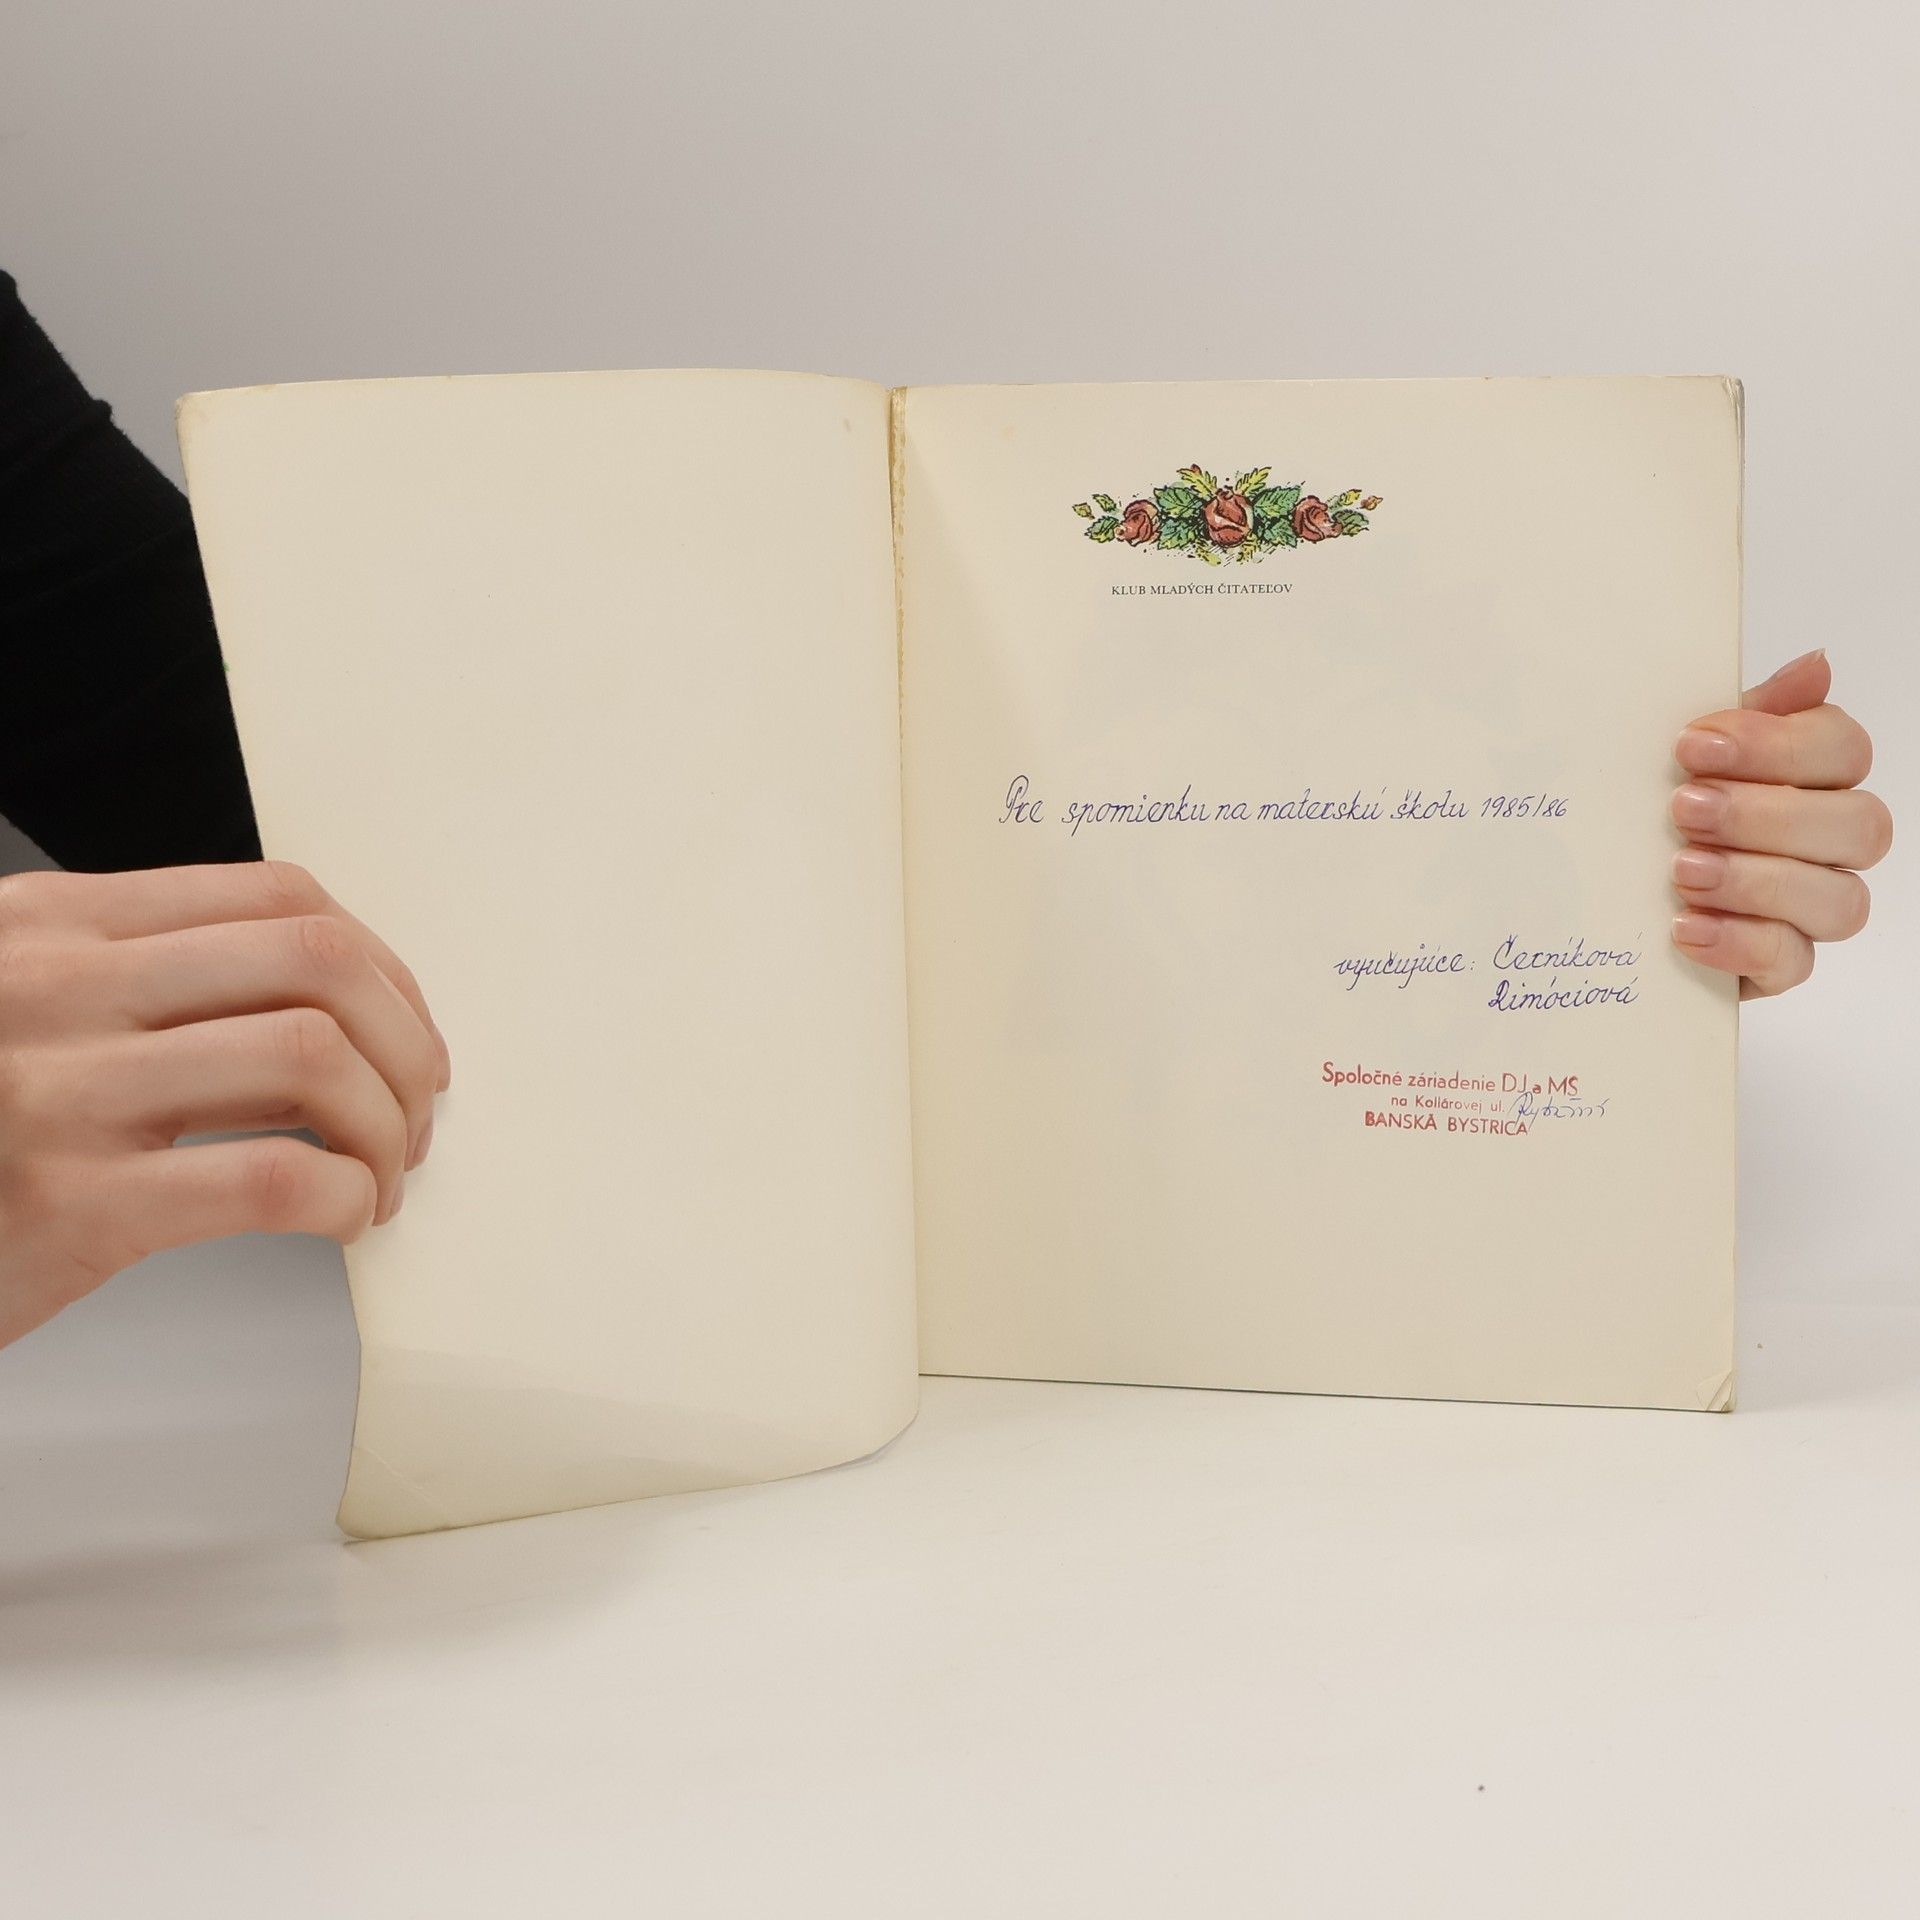 KLUB MLADÝCH ČITATEĽOV
Pre spomienku na materskú školu 1985/86
vyučujúce: Černíková
Rimóciová
Spoločné záriadenie DJ a MŠ
na Kollárovej ul.
BANSKÁ BYSTRICA